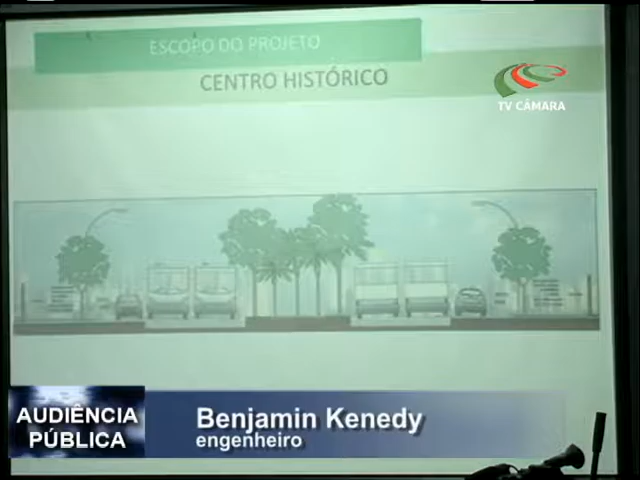 ESCOPO DO PROJETO
CENTRO HISTÓRICO
TV CÂMARA
AUDIÊNCIA
PÚBLICA
Benjamin Kenedy
engenheiro